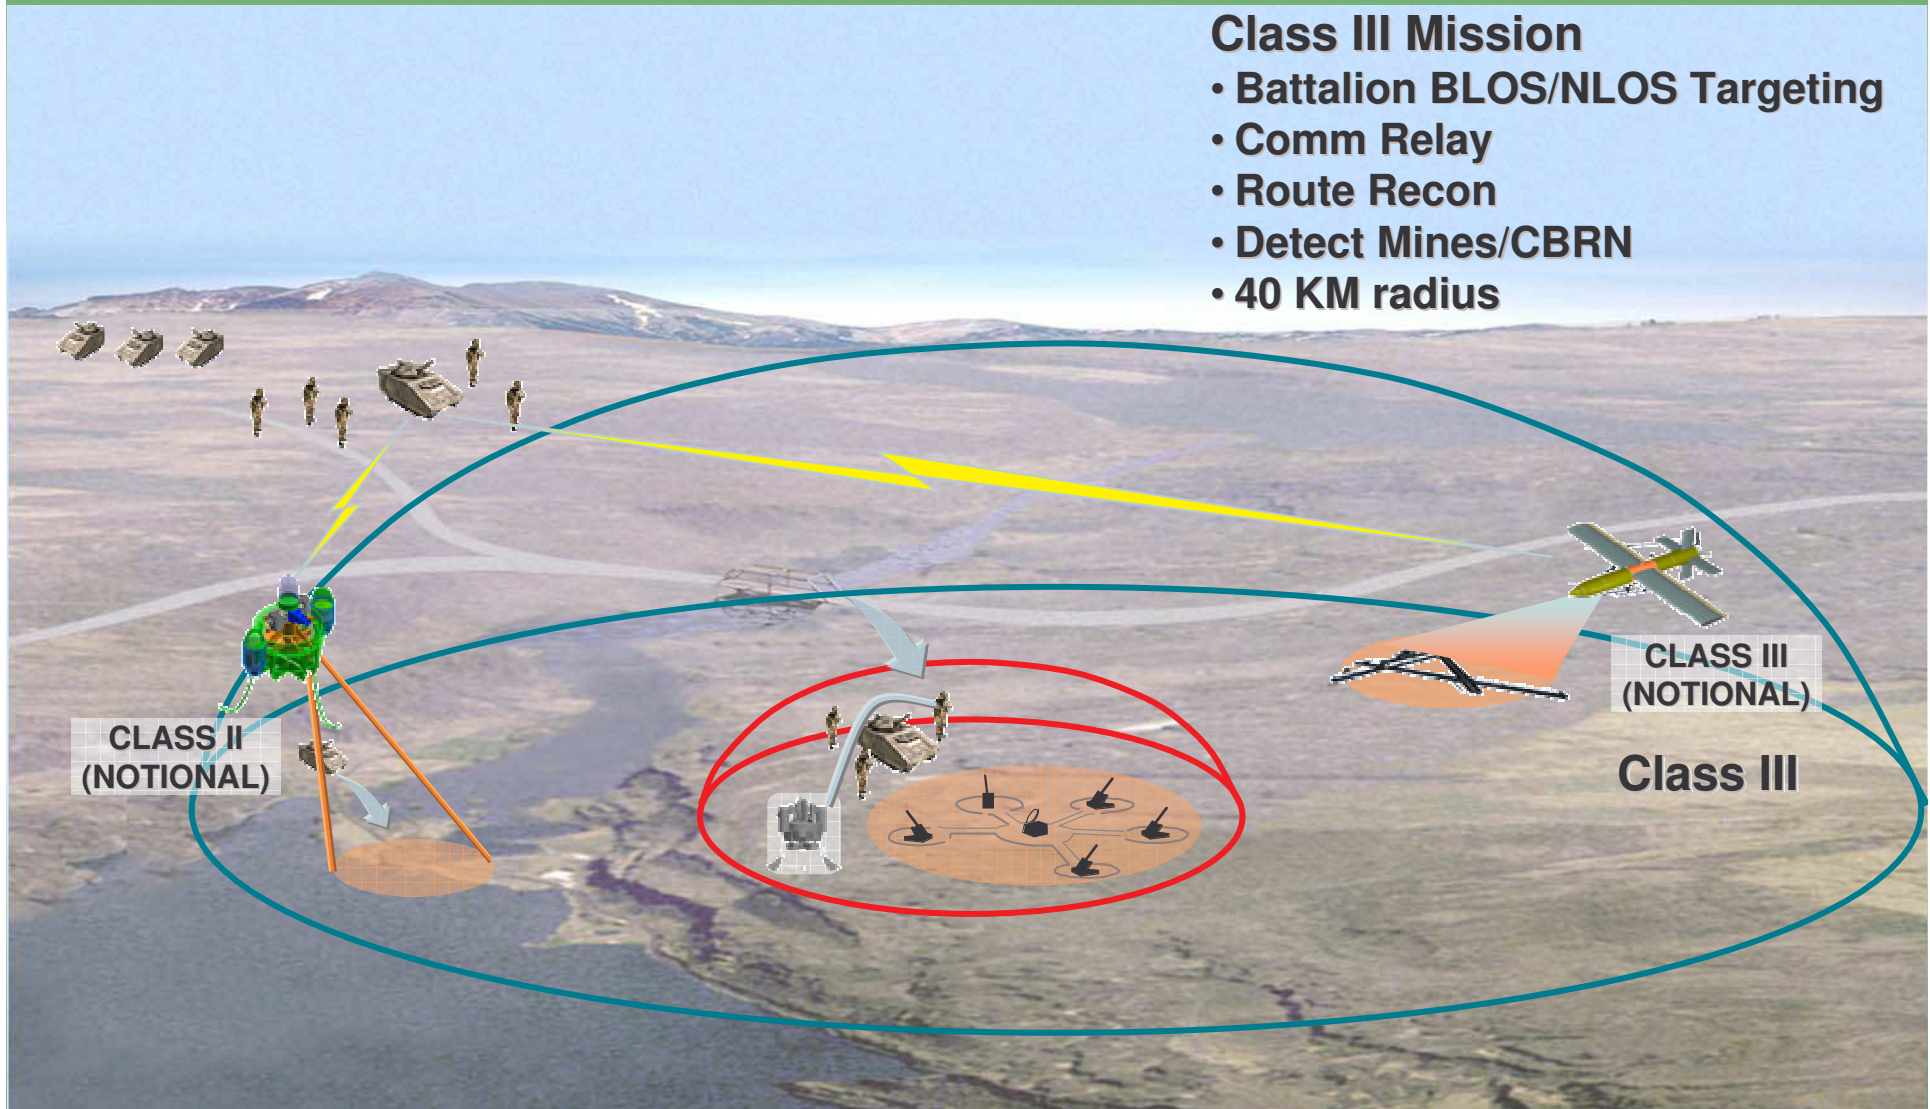 Class III Mission
• Battalion BLOS/NLOS Targeting
• Comm Relay
• Route Recon
• Detect Mines/CBRN
• 40 KM radius
CLASS III
(NOTIONAL)
CLASS II
(NOTIONAL)
Class III